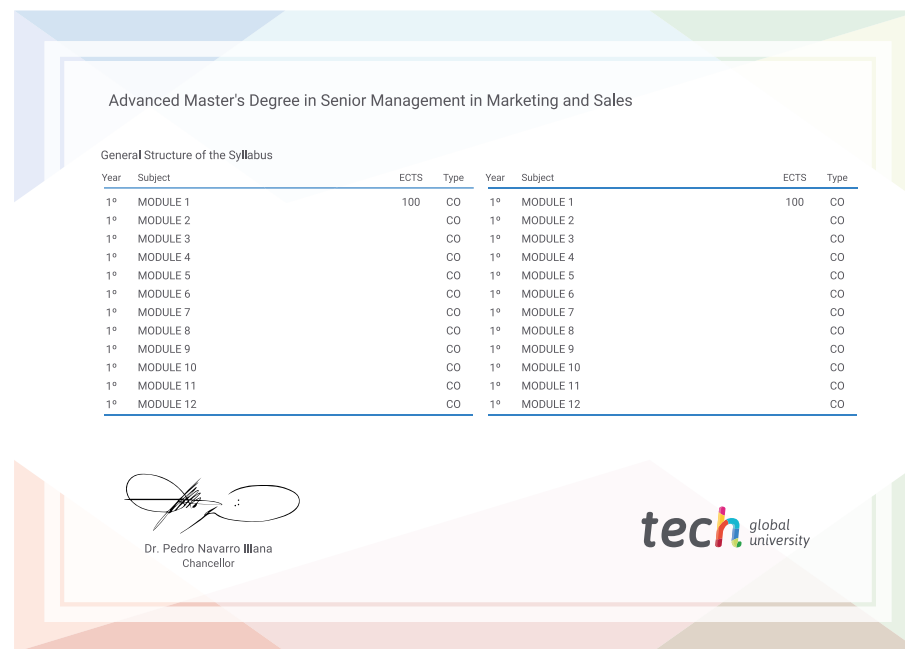 Advanced Master's Degree in Senior Management in Marketing and Sales
General Structure of the Syllabus
Year Subject ECTS Type Year Subject ECTS Type
1º MODULE 1 100 CO 1º MODULE 1 100 CO
1º MODULE 2 CO 1º MODULE 2 CO
1º MODULE 3 CO 1º MODULE 3 CO
1º MODULE 4 CO 1º MODULE 4 CO
1º MODULE 5 CO 1º MODULE 5 CO
1º MODULE 6 CO 1º MODULE 6 CO
1º MODULE 7 CO 1º MODULE 7 CO
1º MODULE 8 CO 1º MODULE 8 CO
1º MODULE 9 CO 1º MODULE 9 CO
1º MODULE 10 CO 1º MODULE 10 CO
1º MODULE 11 CO 1º MODULE 11 CO
1º MODULE 12 CO 1º MODULE 12 CO
Dr. Pedro Navarro Illana
Chancellor
tech global
university